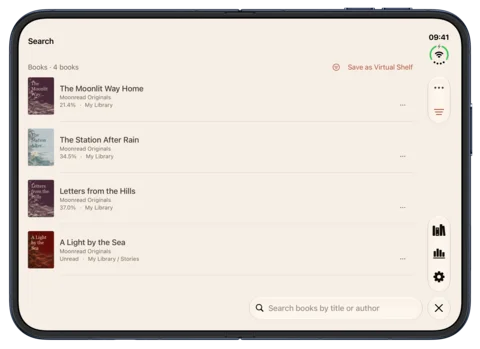 Search
09:41
Books · 4 books
Save as Virtual Shelf
The Moonlit Way Home
Moonread Originals
21.4% · My Library
The Station After Rain
Moonread Originals
34.5% · My Library
Letters from the Hills
Moonread Originals
37.0% · My Library
A Light by the Sea
Moonread Originals
Unread · My Library / Stories
Search books by title or author